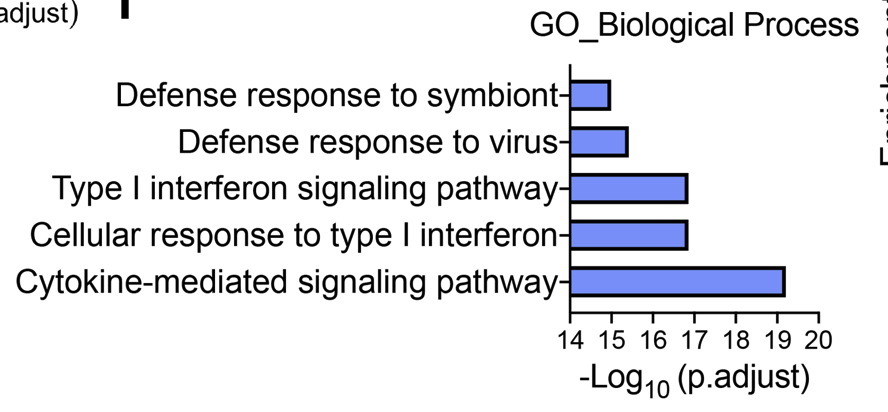 adjust)
GO_Biological Process
Defense response to symbiont
Defense response to virus
Type I interferon signaling pathway
Cellular response to type I interferon
Cytokine-mediated signaling pathway
14 15 16 17 18 19 20
-Log10 (p.adjust)